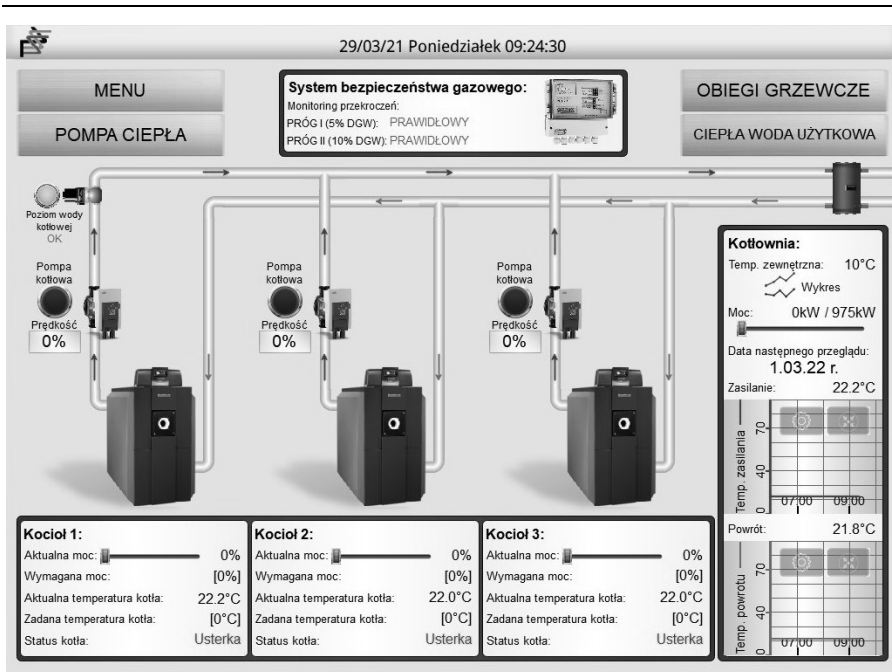 29/03/21 Poniedziałek 09:24:30
MENU
POMPA CIEPŁA
System bezpieczeństwa gazowego:
Monitoring przekroczeń:
PRÓG I (5% DGW): PRAWIDŁOWY
PRÓG II (10% DGW): PRAWIDŁOWY
OBIEGI GRZEWCZE
CIEPŁA WODA UŻYTKOWA
Poziom wody
kotłowej
OK
Pompa
kotłowa
Prędkość
0%
Pompa
kotłowa
Prędkość
0%
Pompa
kotłowa
Prędkość
0%
Kotłownia:
Temp. zewnętrzna: 10°C
Wykres
Moc: 0kW / 975kW
Data następnego przeglądu:
1.03.22 r.
Zasilanie: 22.2°C
Temp. zasilania
70
40
0
07:00 09:00
Powrót: 21.8°C
Temp. powrotu
70
40
0
07:00 09:00
Kocioł 1:
Aktualna moc: 0%
Wymagana moc: [0%]
Aktualna temperatura kotła: 22.2°C
Zadana temperatura kotła: [0°C]
Status kotła: Usterka
Kocioł 2:
Aktualna moc: 0%
Wymagana moc: [0%]
Aktualna temperatura kotła: 22.0°C
Zadana temperatura kotła: [0°C]
Status kotła: Usterka
Kocioł 3:
Aktualna moc: 0%
Wymagana moc: [0%]
Aktualna temperatura kotła: 22.0°C
Zadana temperatura kotła: [0°C]
Status kotła: Usterka